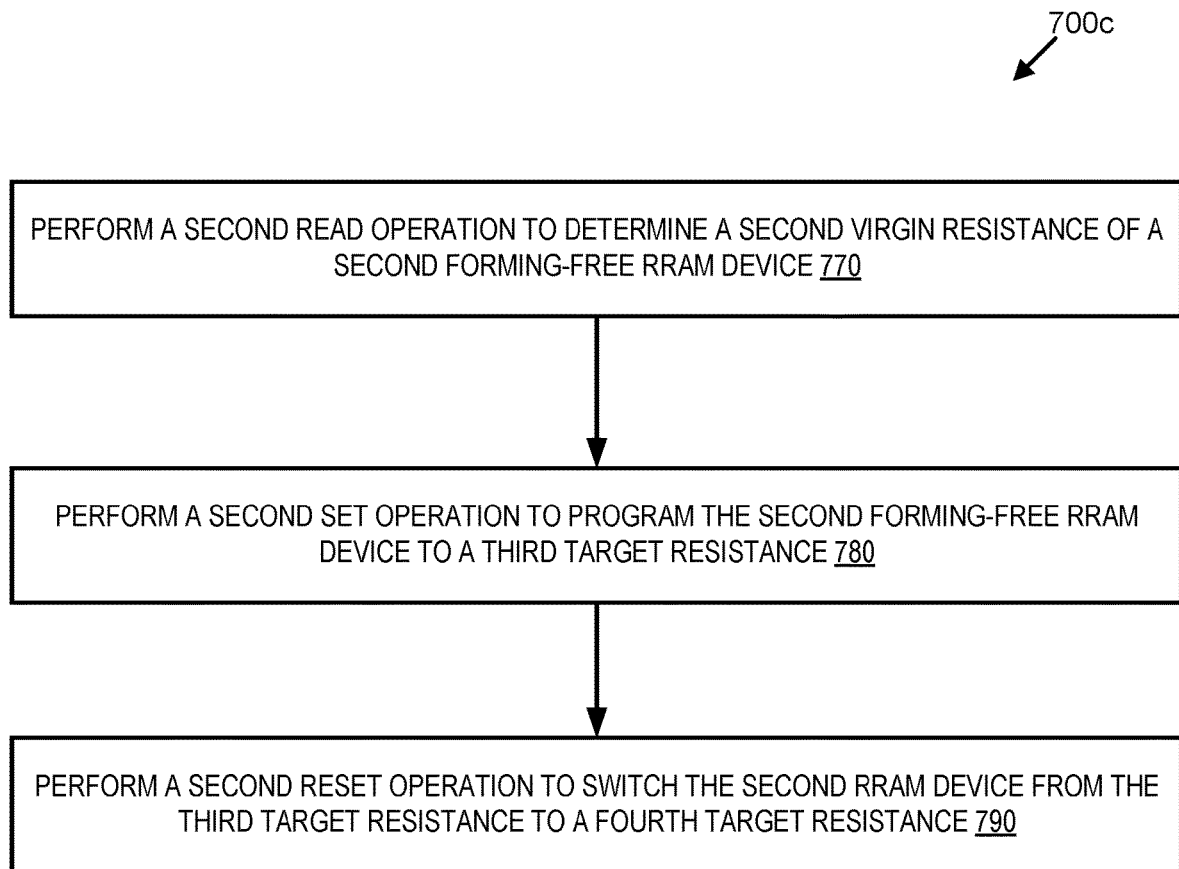 700c
PERFORM A SECOND READ OPERATION TO DETERMINE A SECOND VIRGIN RESISTANCE OF A
SECOND FORMING-FREE RRAM DEVICE 770
PERFORM A SECOND SET OPERATION TO PROGRAM THE SECOND FORMING-FREE RRAM
DEVICE TO A THIRD TARGET RESISTANCE 780
PERFORM A SECOND RESET OPERATION TO SWITCH THE SECOND RRAM DEVICE FROM THE
THIRD TARGET RESISTANCE TO A FOURTH TARGET RESISTANCE 790